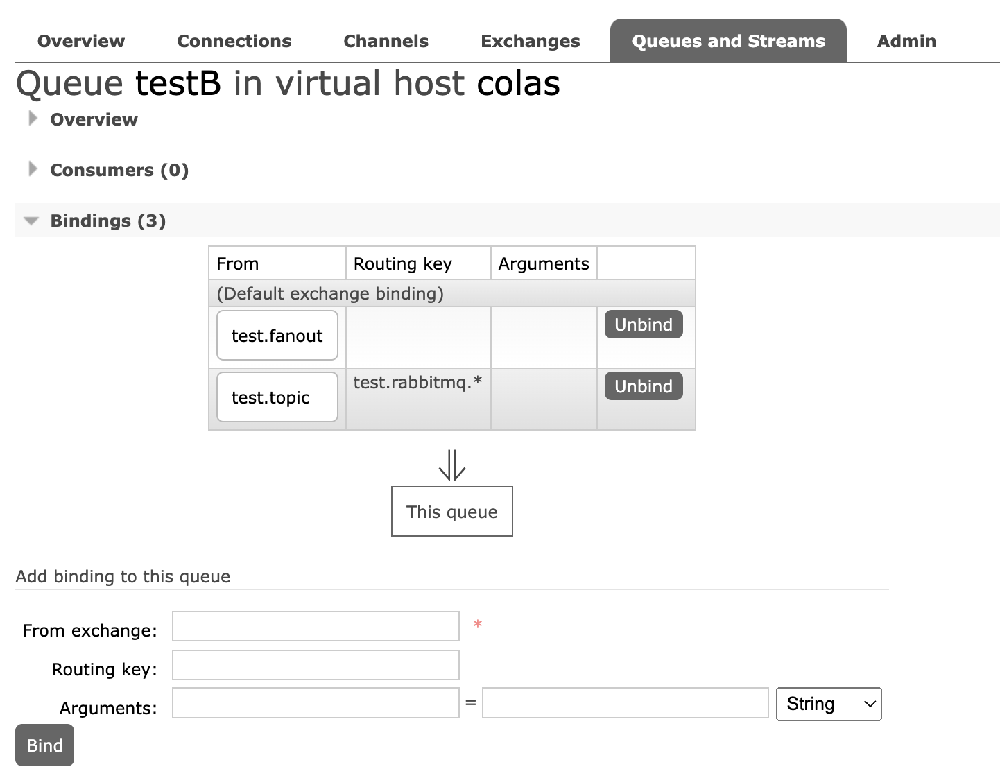 Overview Connections Channels Exchanges Queues and Streams Admin
Queue testB in virtual host colas
Overview
Consumers (0)
Bindings (3)
From Routing key Arguments
(Default exchange binding)
test.fanout Unbind
test.topic test.rabbitmq.* Unbind
⇓
This queue
Add binding to this queue
From exchange: *
Routing key:
Arguments: = String
Bind